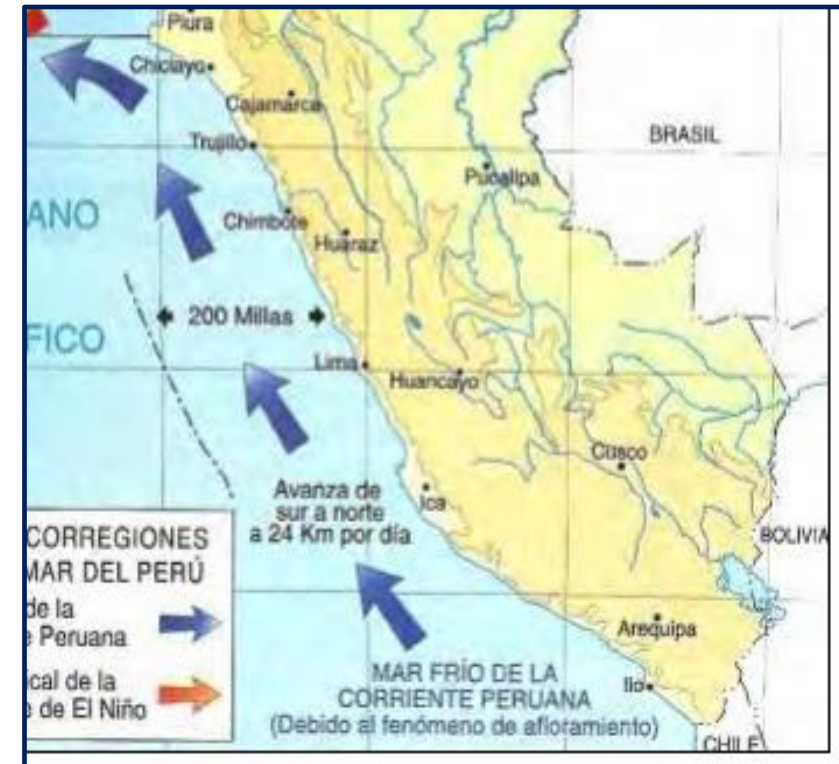 Piura
Chiclayo
Cajamarca
Trujillo
BRASIL
Pucallpa
ANO
Chimbote
Huaraz
200 Millas
FICO
Lima
Huancayo
Cusco
Avanza de
sur a norte
a 24 Km por día
Ica
CORREGIONES
MAR DEL PERÚ
de la
e Peruana
ical de la
e de El Niño
BOLIVIA
Arequipa
MAR FRÍO DE LA
CORRIENTE PERUANA
(Debido al fenómeno de afloramiento)
Ilo
CHILE